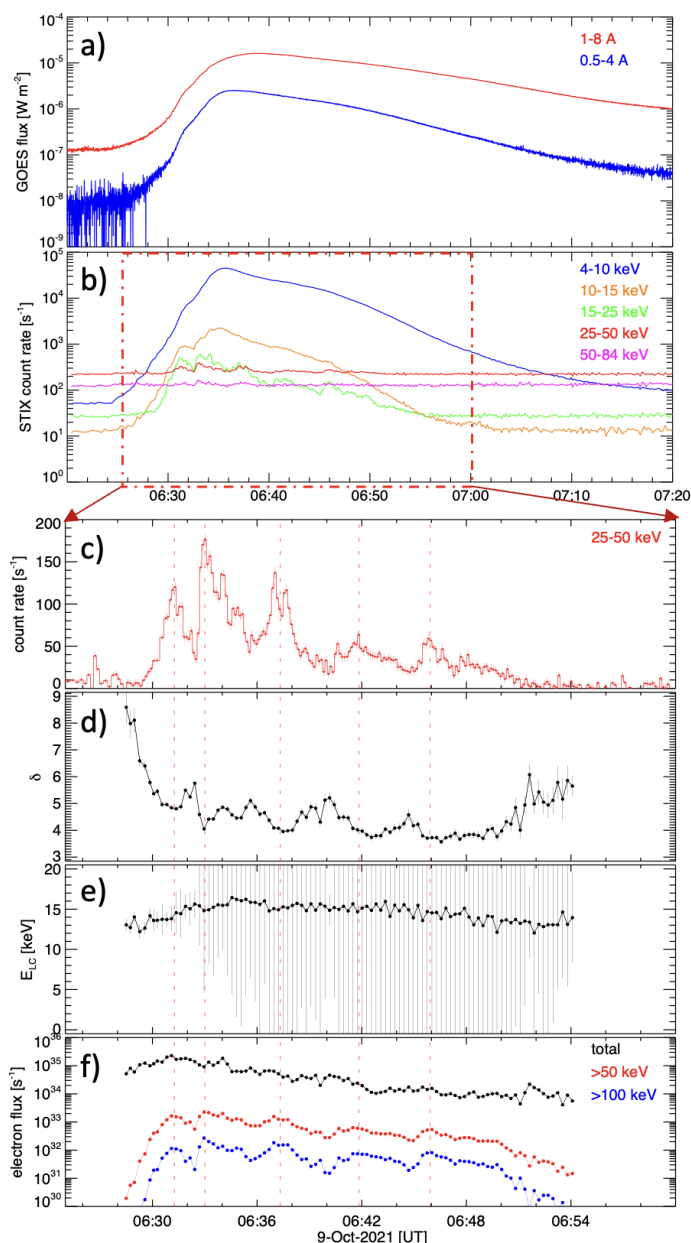 a)
GOES flux [W m⁻²]
10⁻⁴
10⁻⁵
10⁻⁶
10⁻⁷
10⁻⁸
10⁻⁹
1-8 A
0.5-4 A
b)
STIX count rate [s⁻¹]
10⁵
10⁴
10³
10²
10¹
10⁰
4-10 keV
10-15 keV
15-25 keV
25-50 keV
50-84 keV
06:30 06:40 06:50 07:00 07:10 07:20
c)
count rate [s⁻¹]
200
150
100
50
0
25-50 keV
d)
δ
9
8
7
6
5
4
3
e)
E_LC [keV]
20
15
10
5
0
f)
electron flux [s⁻¹]
10³⁶
10³⁵
10³⁴
10³³
10³²
10³¹
10³⁰
total
>50 keV
>100 keV
06:30 06:36 06:42 06:48 06:54
9-Oct-2021 [UT]